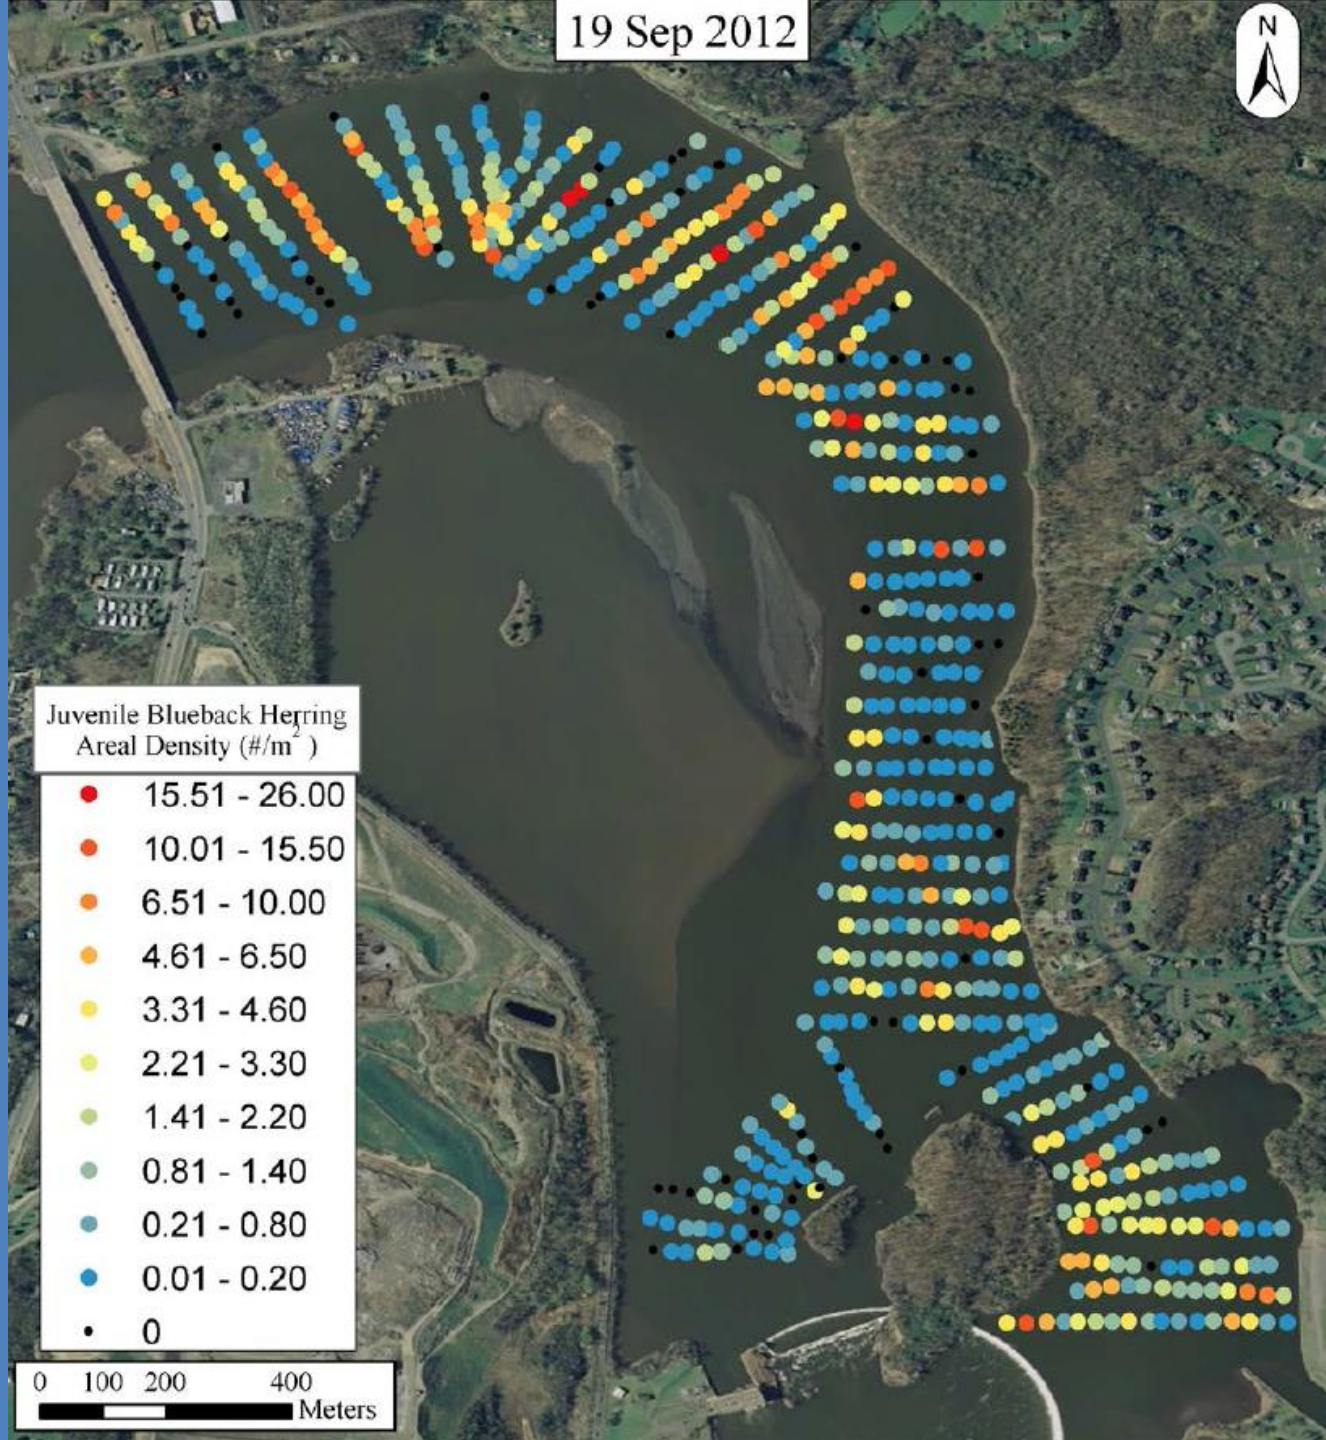 19 Sep 2012
N
Juvenile Blueback Herring
Areal Density (#/m² )
15.51 - 26.00
10.01 - 15.50
6.51 - 10.00
4.61 - 6.50
3.31 - 4.60
2.21 - 3.30
1.41 - 2.20
0.81 - 1.40
0.21 - 0.80
0.01 - 0.20
0
0 100 200 400
Meters